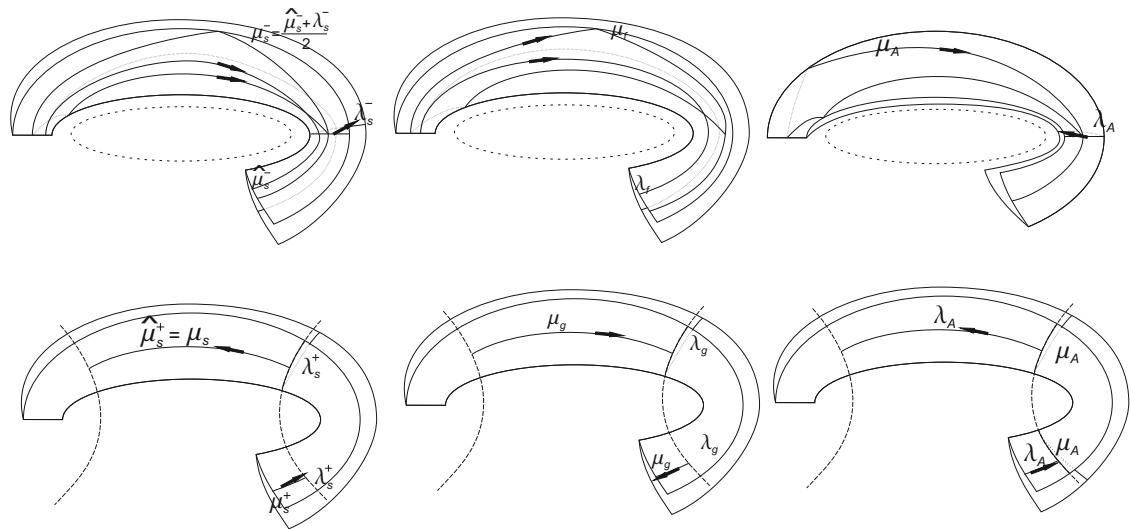 μ_s^- = (μ̂_s^- + λ_s^-)/2
λ_s^-
μ̂_s^-
μ_f
λ_f
μ_A
λ_A
μ̂_s^+ = μ_s
λ_s^+
λ_s^+
μ_s^+
μ_g
λ_g
λ_g
μ_g
λ_A
μ_A
μ_A
λ_A